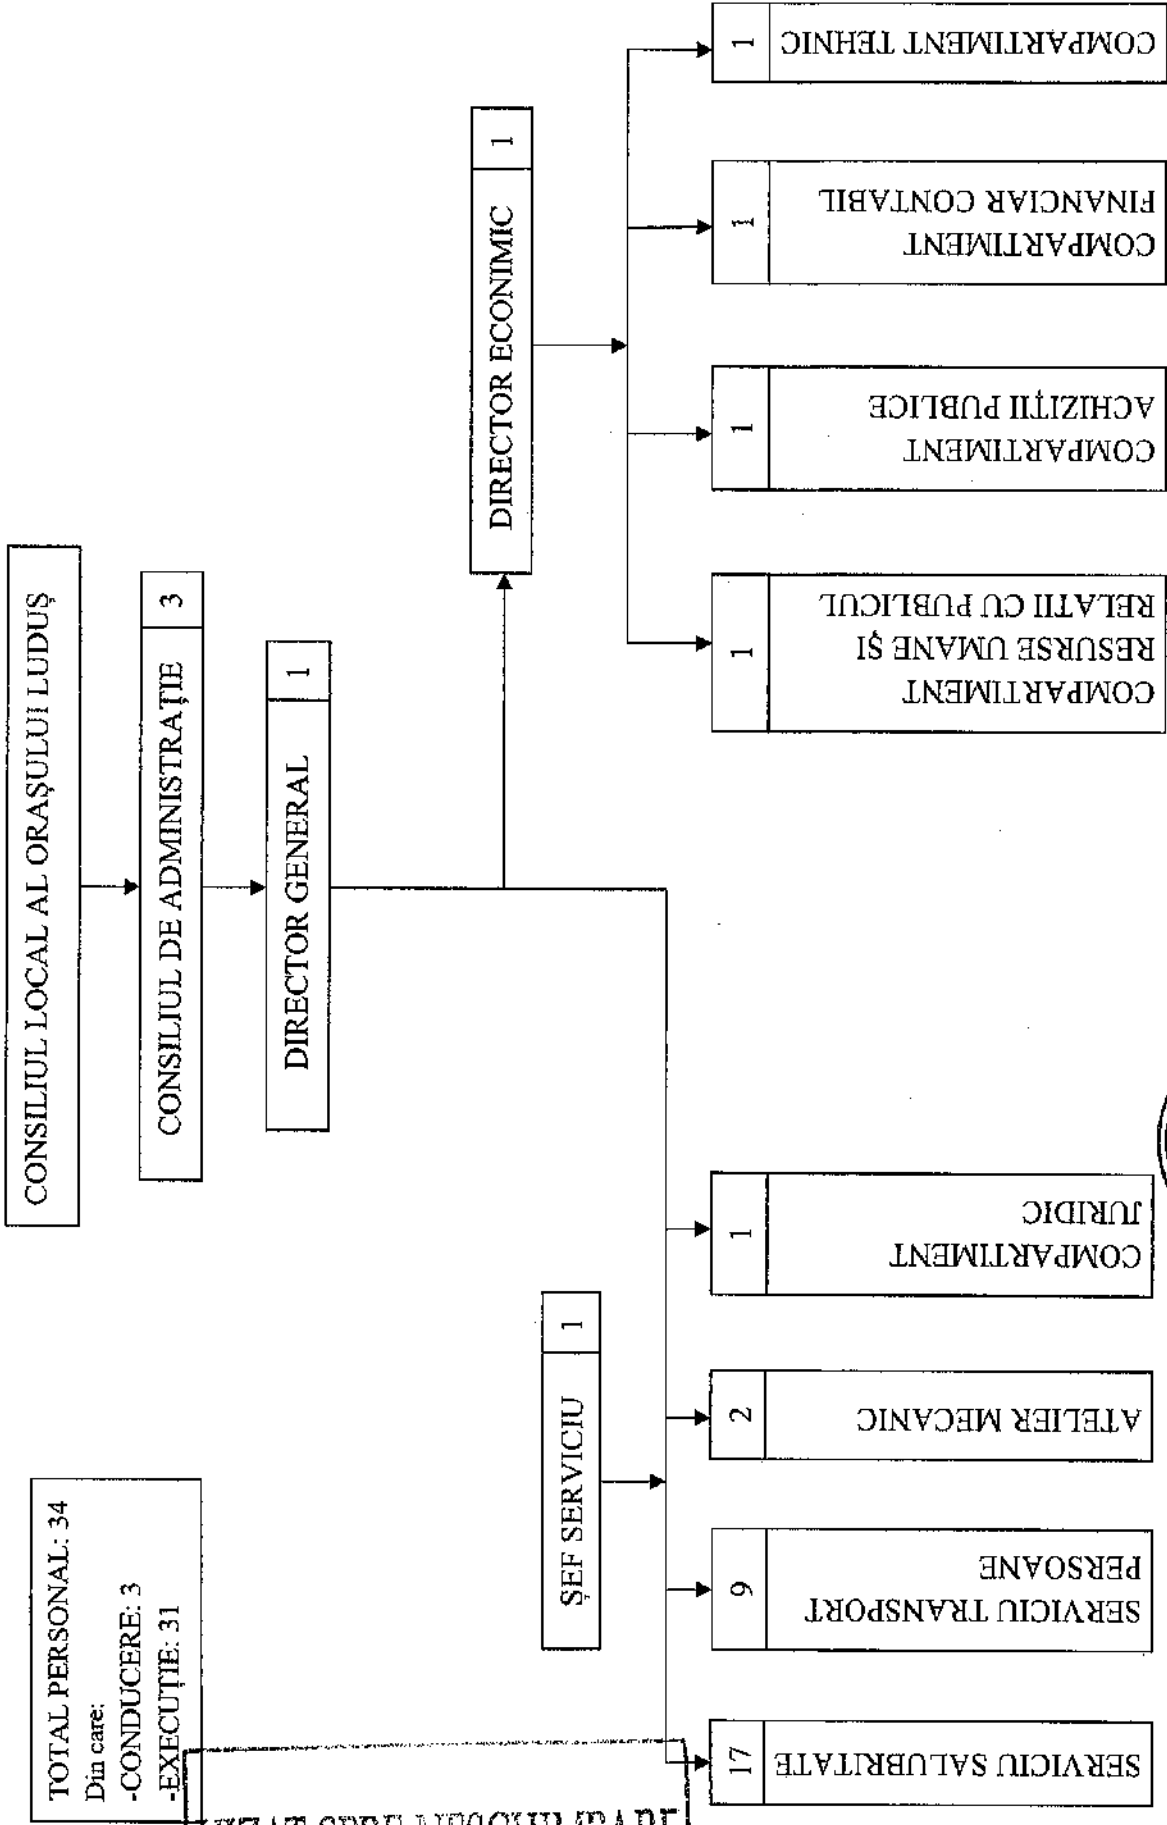 CONSILIUL LOCAL AL ORAȘULUI LUDUȘ
TOTAL PERSONAL: 34
Din care:
-CONDUCERE: 3
-EXECUȚIE: 31
CONSILIUL DE ADMINISTRAȚIE 3
DIRECTOR GENERAL 1
DIRECTOR ECONIMIC 1
ȘEF SERVICIU 1
17
SERVICIU SALUBRITATE
9
SERVICIU TRANSPORT
PERSOANE
2
ATELIER MECANIC
1
COMPARTIMENT
JURIDIC
1
COMPARTIMENT
RESURSE UMANE ȘI
RELATII CU PUBLICUL
1
COMPARTIMENT
ACHIZIȚII PUBLICE
1
COMPARTIMENT
FINANCIAR CONTABIL
1
COMPARTIMENT TEHNIC